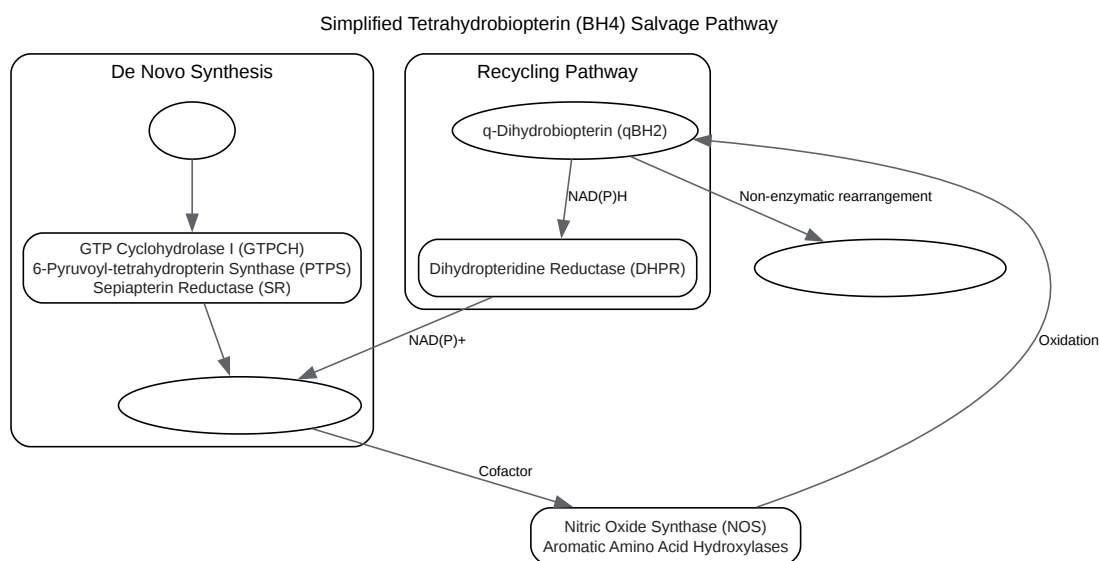 Simplified Tetrahydrobiopterin (BH4) Salvage Pathway
De Novo Synthesis
Recycling Pathway
q-Dihydrobiopterin (qBH2)
NAD(P)H
Non-enzymatic rearrangement
GTP Cyclohydrolase I (GTPCH)
6-Pyruvoyl-tetrahydropterin Synthase (PTPS)
Sepiapterin Reductase (SR)
Dihydropteridine Reductase (DHPR)
NAD(P)+
Oxidation
Cofactor
Nitric Oxide Synthase (NOS)
Aromatic Amino Acid Hydroxylases